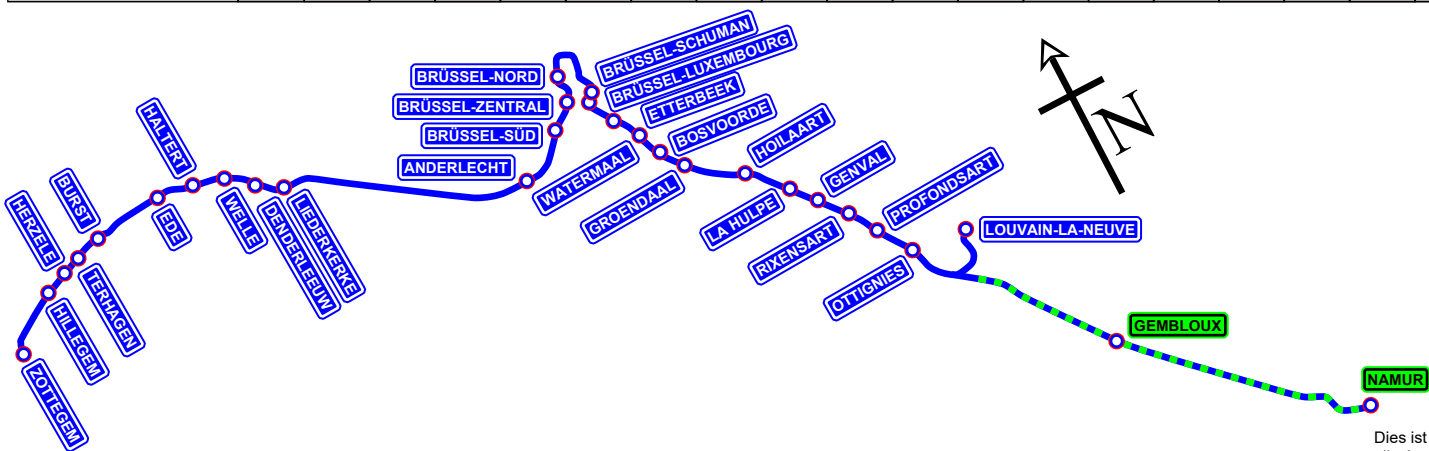 ZOTTEGEM
HILLEGEM
HERZELE
TERHAGEN
BURST
EDE
HALTERT
WELLE
DENDERLEEUW
LIEDERKERKE
ANDERLECHT
BRÜSSEL-SÜD
BRÜSSEL-ZENTRAL
BRÜSSEL-NORD
BRÜSSEL-SCHUMAN
BRÜSSEL-LUXEMBOURG
ETTERBEEK
WATERMAAL
BOSVOORDE
GROENDAAL
HOILAART
LA HULPE
GENVAL
RIXENSART
PROFONDSART
OTTIGNIES
LOUVAIN-LA-NEUVE
GEMBLOUX
NAMUR
N
Dies ist